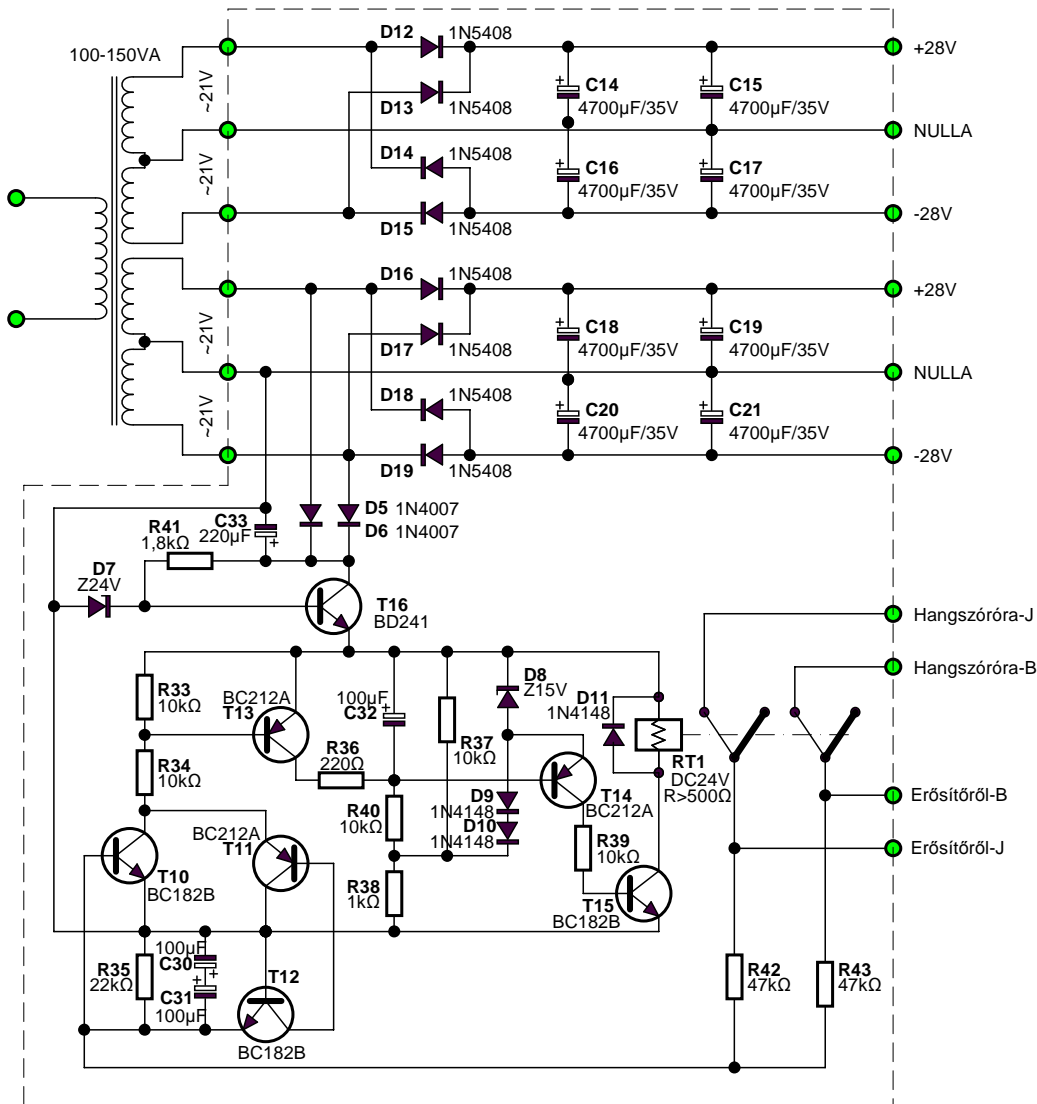 D12 1N5408
+28V
100-150VA
~21V
C14
4700µF/35V
C15
4700µF/35V
D13 1N5408
NULLA
D14
~21V
C16
4700µF/35V
C17
4700µF/35V
D15 1N5408
-28V
D16 1N5408
+28V
~21V
C18
4700µF/35V
C19
4700µF/35V
D17 1N5408
NULLA
D18 1N5408
~21V
C20
4700µF/35V
C21
4700µF/35V
D19 1N5408
-28V
D5 1N4007
D6 1N4007
R41
1,8kΩ
C33
220µF
D7
Z24V
T16
BD241
Hangszóróra-J
Hangszóróra-B
R33
10kΩ
BC212A
T13
100µF
C32
R37
10kΩ
D8
Z15V
D11
1N4148
RT1
DC24V
R>500Ω
R34
10kΩ
R36
220Ω
R40
10kΩ
D9
1N4148
D10
1N4148
T14
BC212A
R39
10kΩ
Erősítőről-B
Erősítőről-J
BC212A
T11
T10
BC182B
R38
1kΩ
T15
BC182B
R35
22kΩ
100µF
C30
C31
100µF
T12
BC182B
R42
47kΩ
R43
47kΩ